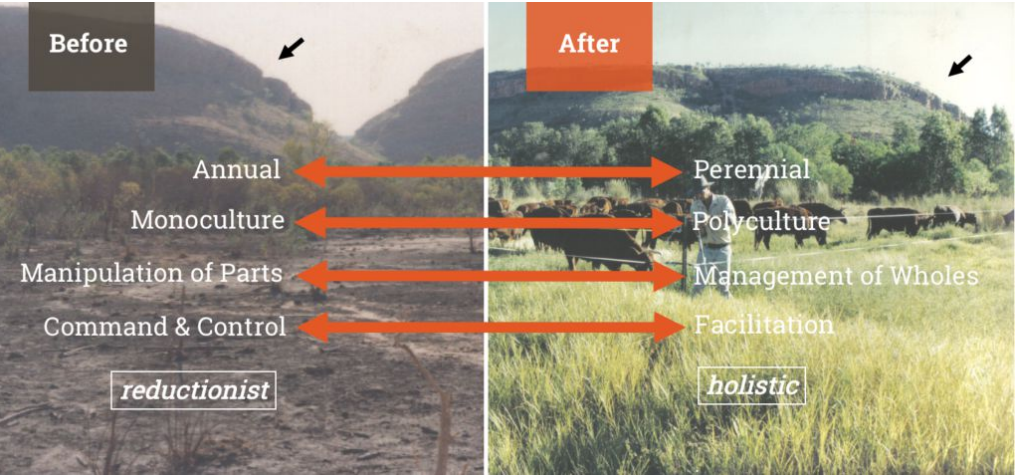 Before
After
Annual
Perennial
Monoculture
Polyculture
Manipulation of Parts
Management of Wholes
Command & Control
Facilitation
reductionist
holistic